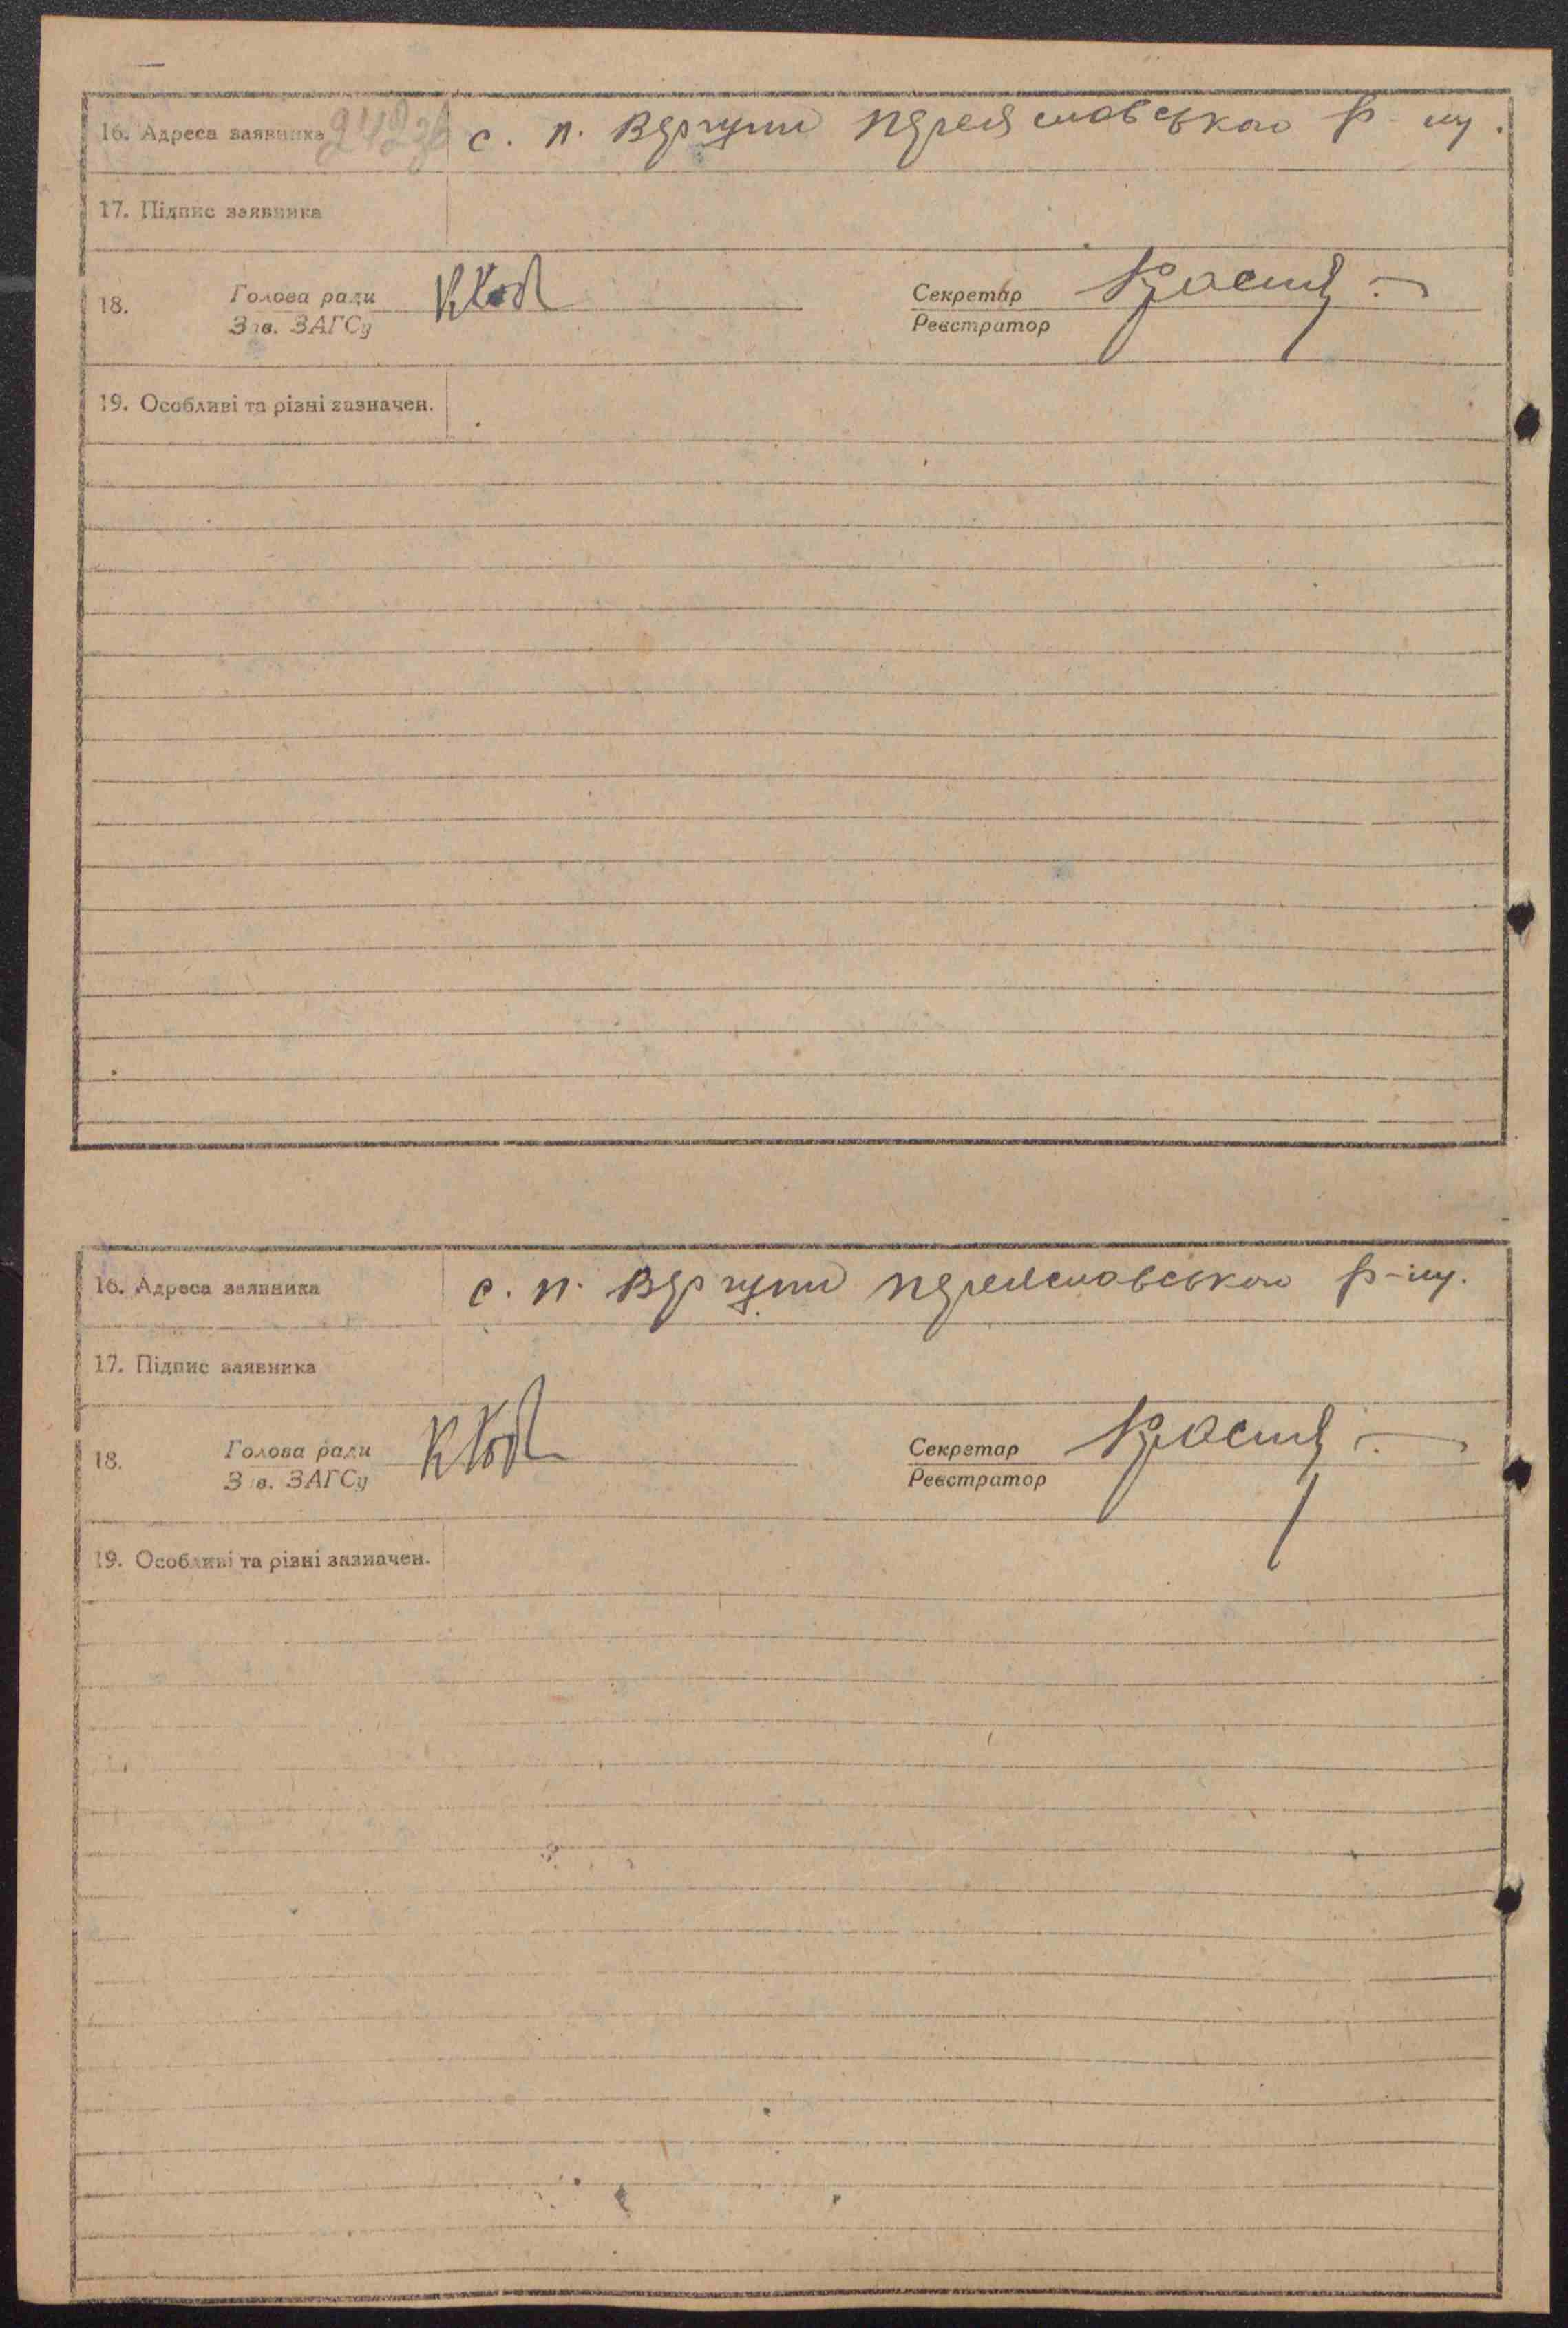 16. Адреса заявника с. п. Вергуни Переяславського р-ну.
17. Підпис заявника
18. Голова ради Секретар
Зав. ЗАГСу Реєстратор
19. Особливі та різні зазначен.
16. Адреса заявника с. п. Вергуни Переяславського р-ну.
17. Підпис заявника
18. Голова ради Секретар
Зав. ЗАГСу Реєстратор
19. Особливі та різні зазначен.